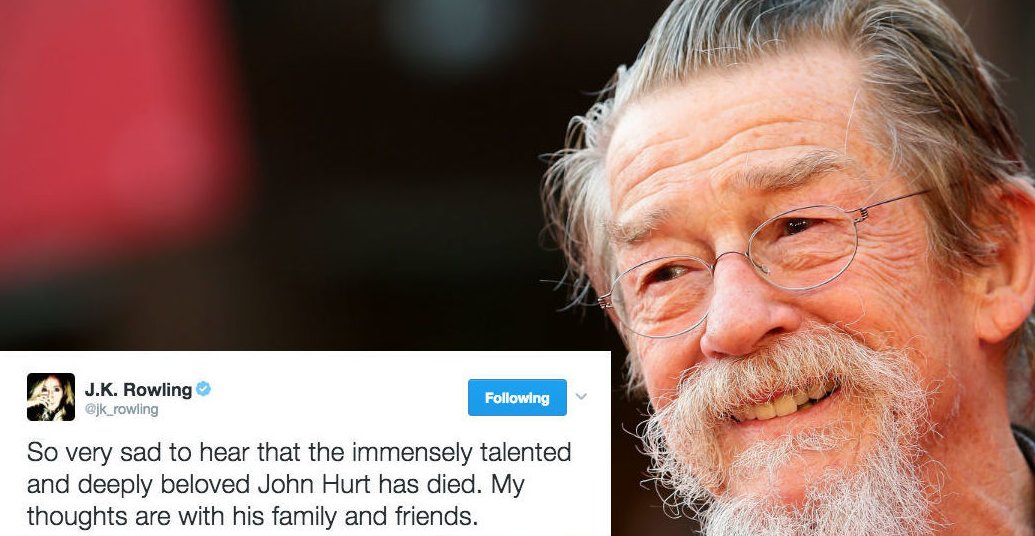 J.K. Rowling
@jk_rowling
Following
So very sad to hear that the immensely talented
and deeply beloved John Hurt has died. My
thoughts are with his family and friends.